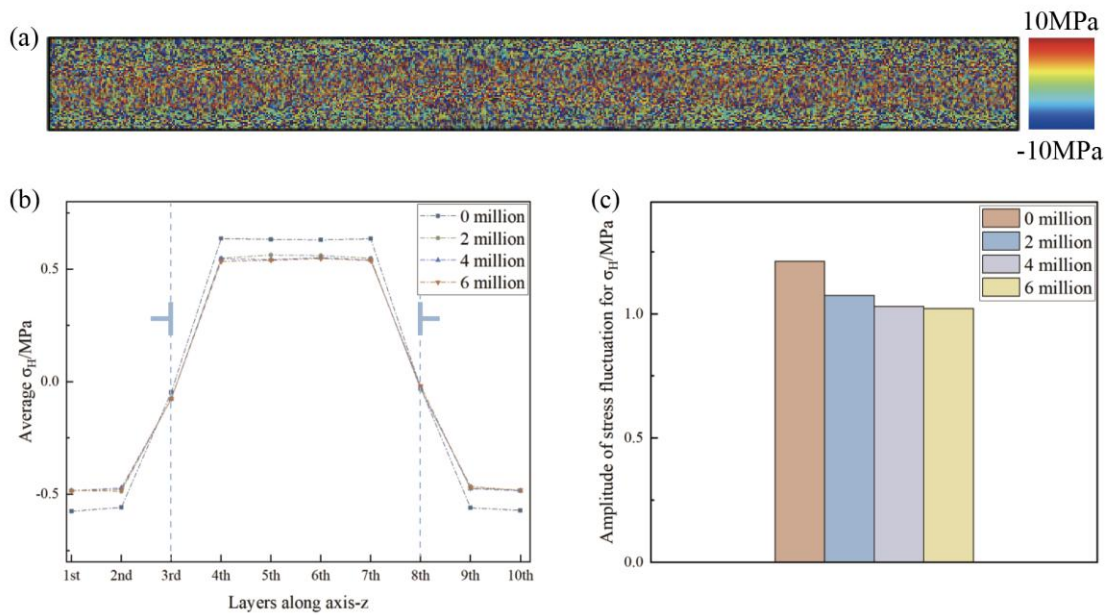 (a)
10MPa
-10MPa
(b)
Average σH/MPa
0.5
0.0
-0.5
0 million
2 million
4 million
6 million
1st 2nd 3rd 4th 5th 6th 7th 8th 9th 10th
Layers along axis-z
(c)
Amplitude of stress fluctuation for σH/MPa
1.0
0.5
0.0
0 million
2 million
4 million
6 million